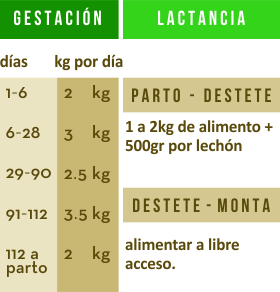 GESTACIÓN
días kg por día
1-6 2 kg
6-28 3 kg
29-90 2.5 kg
91-112 3.5 kg
112 a
parto 2 kg
LACTANCIA
PARTO - DESTETE
1 a 2kg de alimento +
500gr por lechón
DESTETE - MONTA
alimentar a libre
acceso.